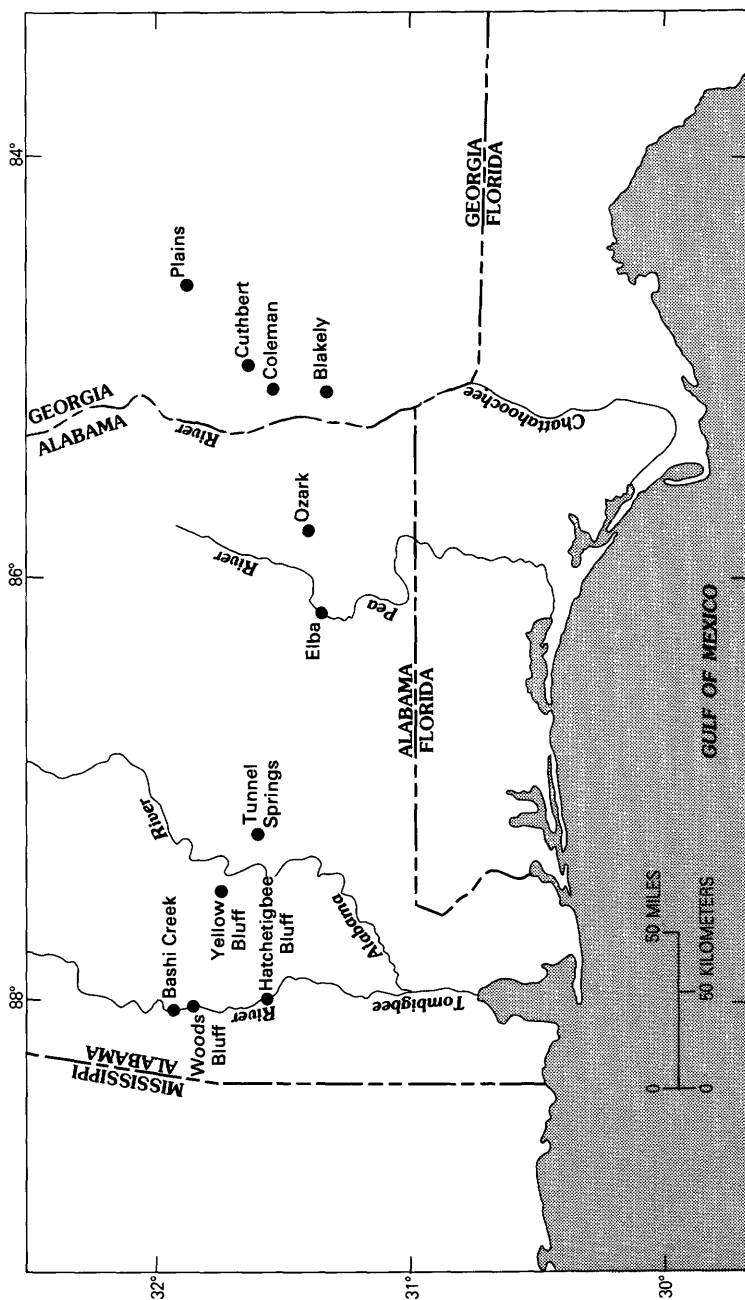 88°
86°
84°
32°
31°
30°
MISSISSIPPI
ALABAMA
ALABAMA
GEORGIA
Bashi Creek
Woods
Bluff
River
Hatchetigbee
Bluff
Tombigbee
Yellow
Bluff
River
Alabama
Tunnel
Springs
River
Pea
Elba
Ozark
River
Chattahoochee
Plains
Cuthbert
Coleman
Blakely
ALABAMA
FLORIDA
GEORGIA
FLORIDA
GULF OF MEXICO
0
50 MILES
0
50 KILOMETERS